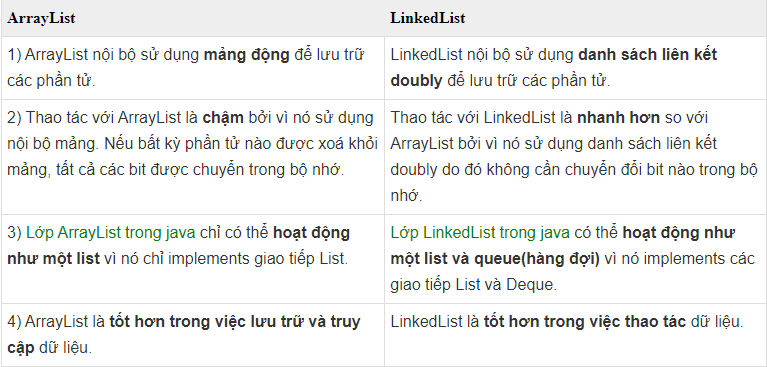 ArrayList
LinkedList
1) ArrayList nội bộ sử dụng mảng động để lưu trữ
các phần tử.
LinkedList nội bộ sử dụng danh sách liên kết
doubly để lưu trữ các phần tử.
2) Thao tác với ArrayList là chậm bởi vì nó sử dụng
nội bộ mảng. Nếu bất kỳ phần tử nào được xoá khỏi
mảng, tất cả các bit được chuyển trong bộ nhớ.
Thao tác với LinkedList là nhanh hơn so với
ArrayList bởi vì nó sử dụng danh sách liên kết
doubly do đó không cần chuyển đổi bit nào trong bộ
nhớ.
3) Lớp ArrayList trong java chỉ có thể hoạt động
như một list vì nó chỉ implements giao tiếp List.
Lớp LinkedList trong java có thể hoạt động như
một list và queue(hàng đợi) vì nó implements các
giao tiếp List và Deque.
4) ArrayList là tốt hơn trong việc lưu trữ và truy
cập dữ liệu.
LinkedList là tốt hơn trong việc thao tác dữ liệu.